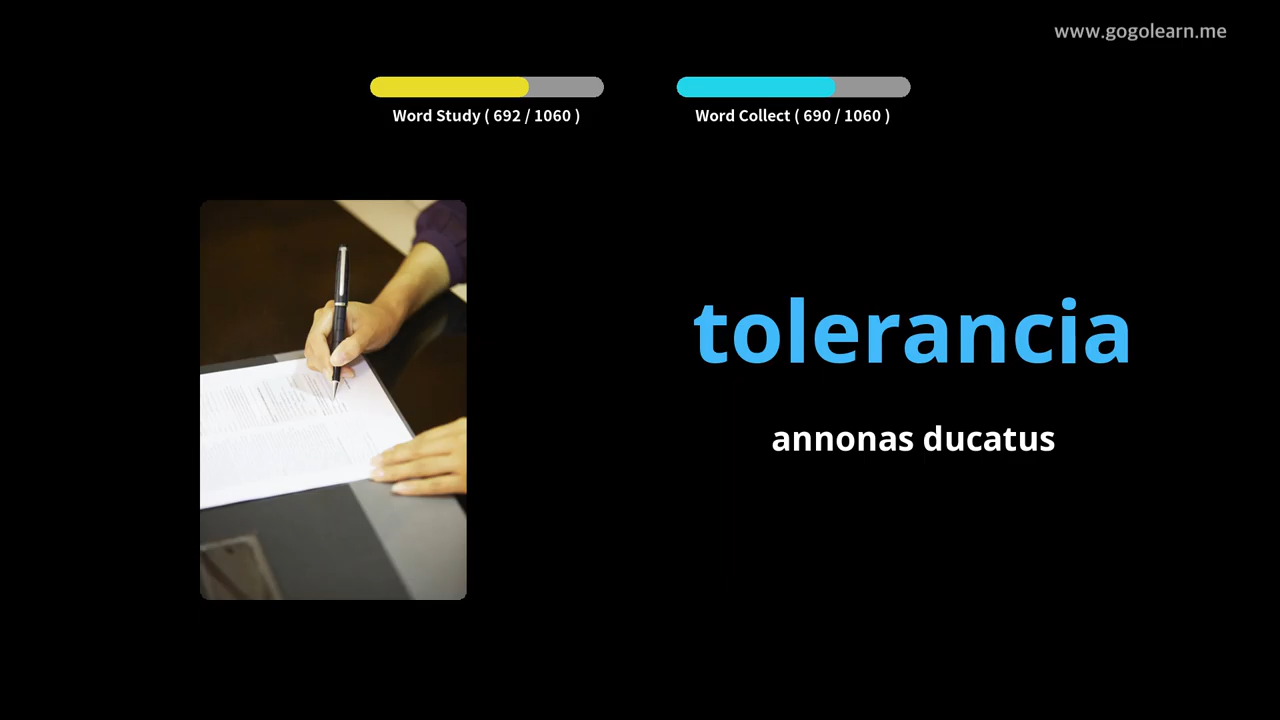 www.gogolearn.me
Word Study ( 692 / 1060 )
Word Collect ( 690 / 1060 )
tolerancia
annonas ducatus